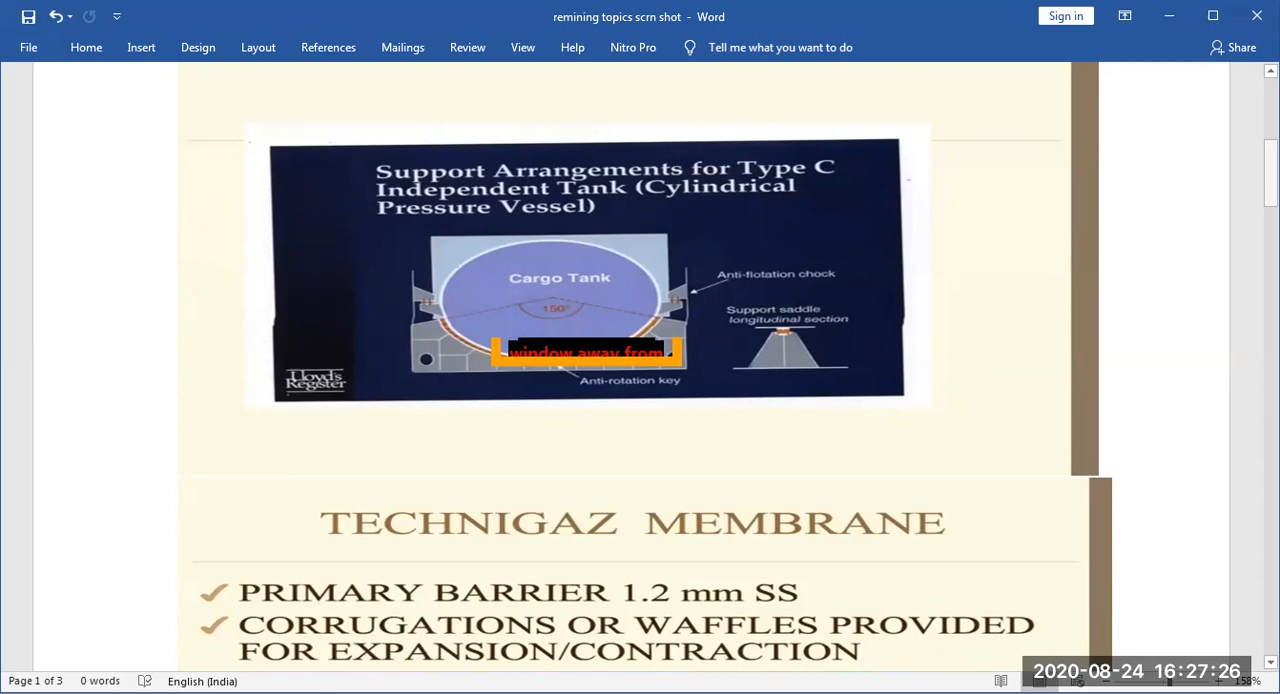 remining topics scrn shot - Word
Sign in
File Home Insert Design Layout References Mailings Review View Help Nitro Pro Tell me what you want to do Share
Support Arrangements for Type C
Independent Tank (Cylindrical
Pressure Vessel)
Cargo Tank
Anti-flotation chock
150°
Support saddle
longitudinal section
window away from
Lloyd's
Register
Anti-rotation key
TECHNIGAZ MEMBRANE
PRIMARY BARRIER 1.2 mm SS
CORRUGATIONS OR WAFFLES PROVIDED
FOR EXPANSION/CONTRACTION
2020-08-24 16:27:26
Page 1 of 3 0 words English (India) 158%